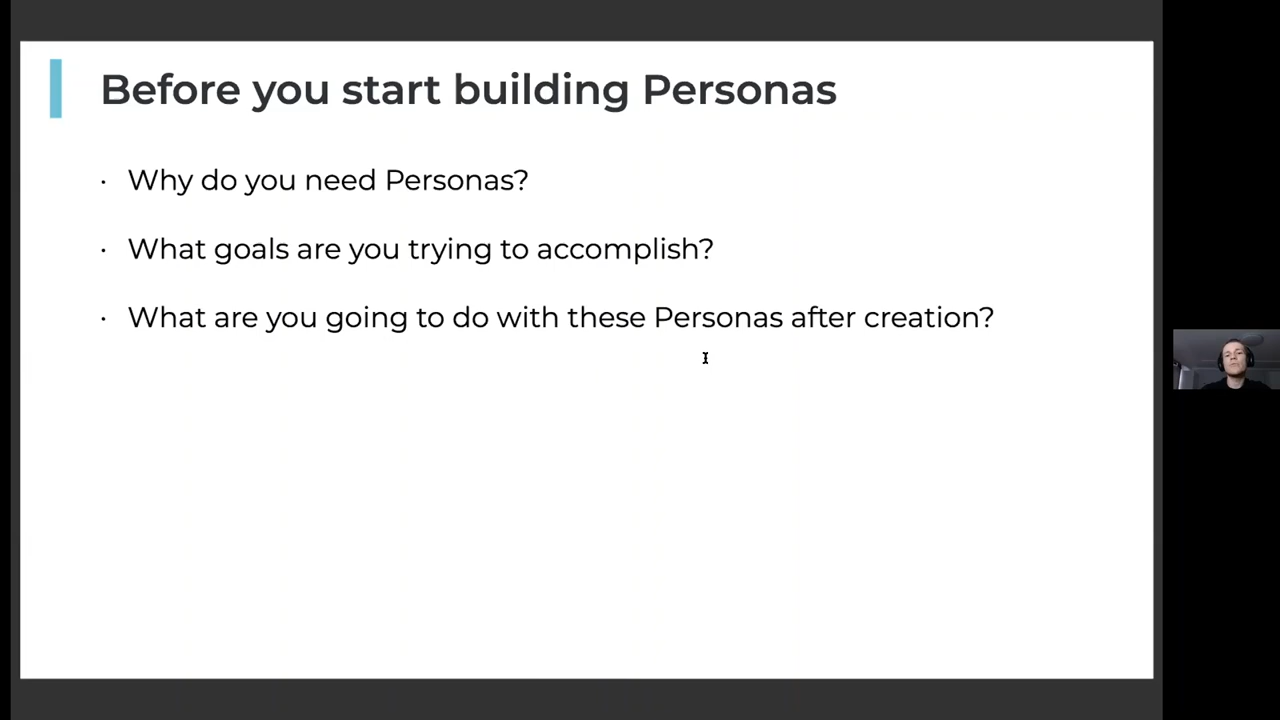 Before you start building Personas
· Why do you need Personas?
· What goals are you trying to accomplish?
· What are you going to do with these Personas after creation?